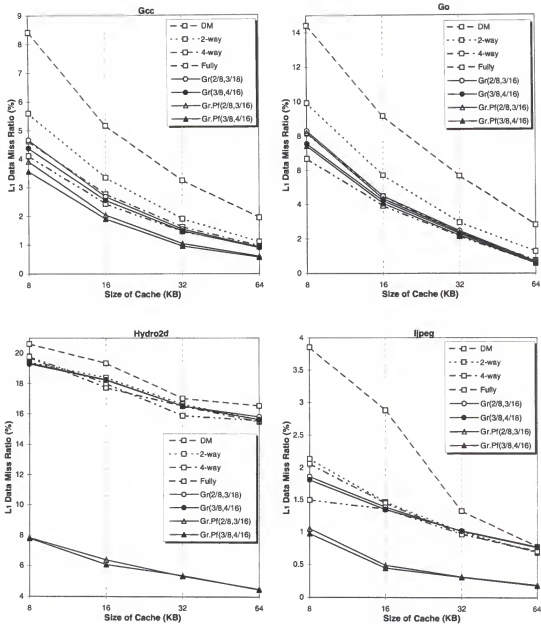 Gcc
L1 Data Miss Ratio (%)
9
8
7
6
5
4
3
2
1
0
8
16
32
64
Size of Cache (KB)
DM
2-way
4-way
Fully
Gr(2/8,3/16)
Gr(3/8,4/16)
Gr.Pf(2/8,3/16)
Gr.Pf(3/8,4/16)
Go
L1 Data Miss Ratio (%)
14
12
10
8
6
4
2
0
8
16
32
64
Size of Cache (KB)
DM
2-way
4-way
Fully
Gr(2/8,3/16)
Gr(3/8,4/16)
Gr.Pf(2/8,3/16)
Gr.Pf(3/8,4/16)
Hydro2d
L1 Data Miss Ratio (%)
20
18
16
14
12
10
8
6
4
8
16
32
64
Size of Cache (KB)
DM
2-way
4-way
Fully
Gr(2/8,3/16)
Gr(3/8,4/16)
Gr.Pf(2/8,3/16)
Gr.Pf(3/8,4/16)
Ijpeg
L1 Data Miss Ratio (%)
4
3.5
3
2.5
2
1.5
1
0.5
0
8
16
32
64
Size of Cache (KB)
DM
2-way
4-way
Fully
Gr(2/8,3/16)
Gr(3/8,4/16)
Gr.Pf(2/8,3/16)
Gr.Pf(3/8,4/16)